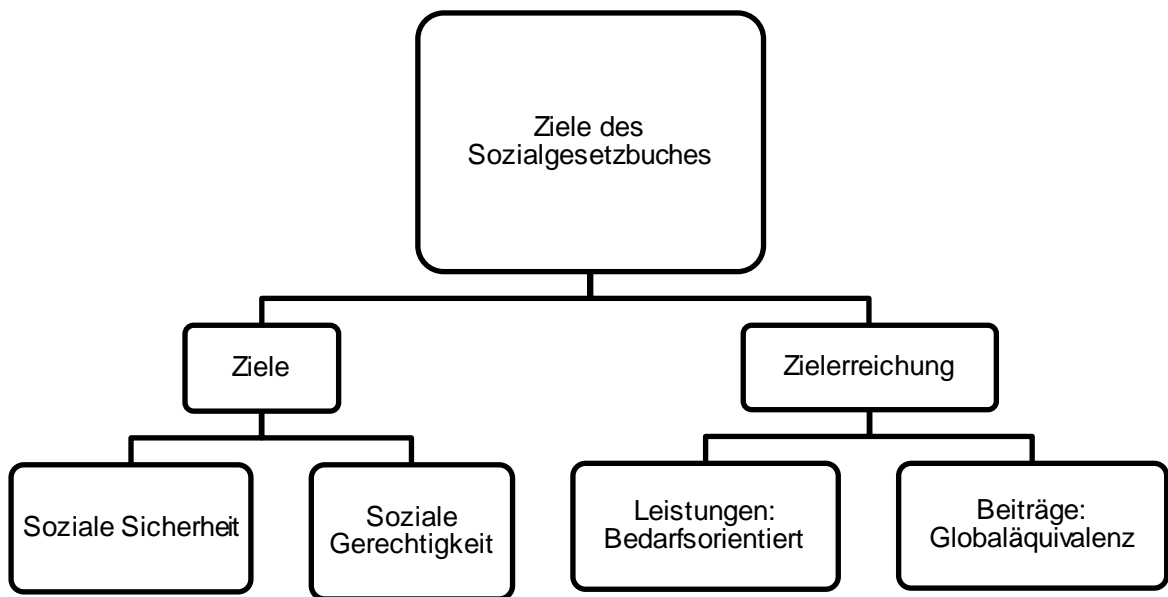 Ziele des
Sozialgesetzbuches
Ziele
Zielerreichung
Soziale Sicherheit
Soziale
Gerechtigkeit
Leistungen:
Bedarfsorientiert
Beiträge:
Globaläquivalenz